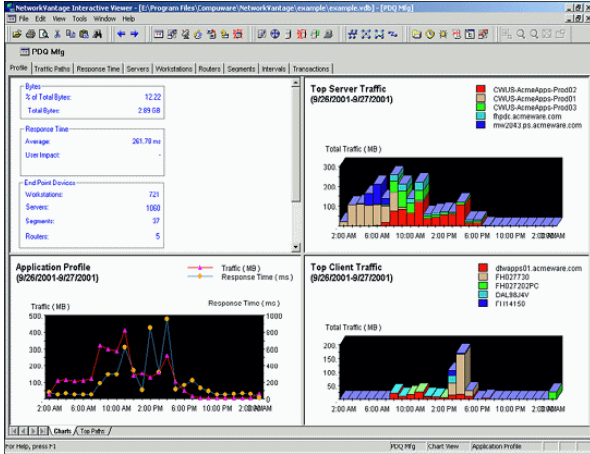 NetworkVantage Interactive Viewer - [E:\Program Files\Compuware\NetworkVantage\example\example.vdb] - [PDQ Mfg]
File Edit View Tools Window Help
PDQ Mfg
Profile Traffic Paths Response Time Servers Workstations Routers Segments Intervals Transactions
Bytes
% of Total Bytes: 12.22
Total Bytes: 2.89 GB
Response Time
Average: 261.78 ms
User Impact: -
End Point Devices
Workstations: 721
Servers: 1060
Segments: 37
Routers: 5
Top Server Traffic
(9/26/2001-9/27/2001)
CWUS-AcmeApps-Prod02
CWUS-AcmeApps-Prod01
CWUS-AcmeApps-Prod03
fhpdc.acmeware.com
mw2043.ps.acmeware.com
Total Traffic (MB)
300
200
100
2:00 AM 6:00 AM 10:00 AM 2:00 PM 6:00 PM 10:00 PM
Application Profile
(9/26/2001-9/27/2001)
Traffic (MB)
Response Time (ms)
Traffic (MB) Response Time (ms)
500 1000
400 800
300 600
200 400
100 200
2:00 AM 6:00 AM 10:00 AM 2:00 PM 6:00 PM 10:00 PM
Top Client Traffic
(9/26/2001-9/27/2001)
dtwapps01.acmeware.com
FH027730
FH027202PC
DAL98J4V
FH14150
Total Traffic (MB)
200
150
100
50
2:00 AM 6:00 AM 10:00 AM 2:00 PM 6:00 PM 10:00 PM
Charts Top Paths
For Help, press F1 PDQ Mfg Chart View Application Profile